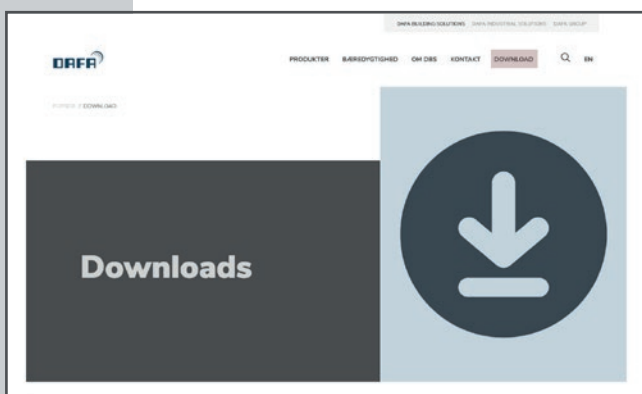 DAFA BUILDING SOLUTIONS DAFA INDUSTRIAL SOLUTIONS DAFA GROUP
DAFA
PRODUKTER BÆREDYGTIGHED OM DBS KONTAKT DOWNLOAD EN
/ DOWNLOAD
Downloads